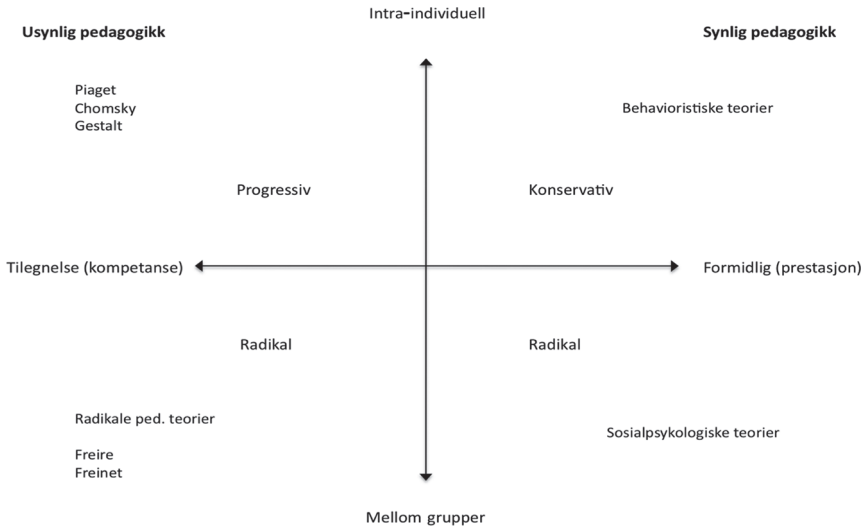 Intra-individuell
Usynlig pedagogikk
Synlig pedagogikk
Piaget
Chomsky
Gestalt
Behavioristiske teorier
Progressiv
Konservativ
Tilegnelse (kompetanse)
Formidlig (prestasjon)
Radikal
Radikal
Radikale ped. teorier
Sosialpsykologiske teorier
Freire
Freinet
Mellom grupper